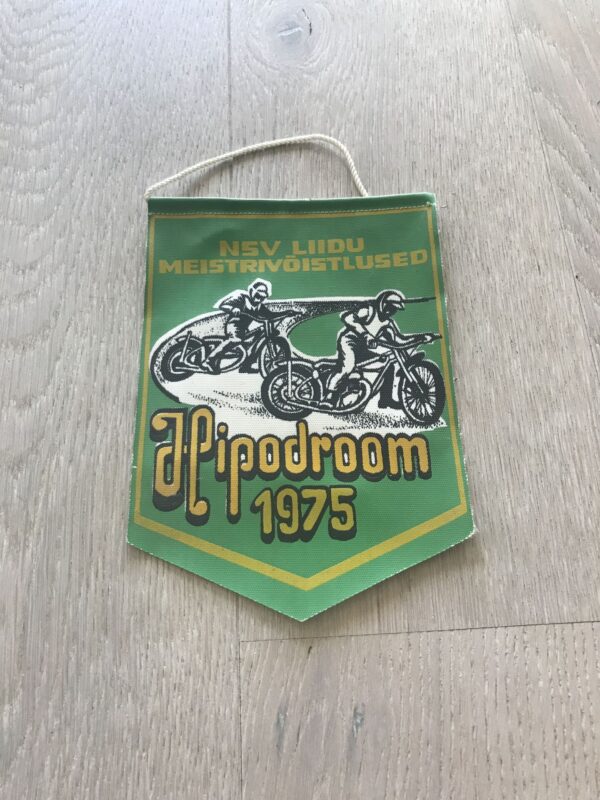 NSV LIIDU
MEISTRIVÕISTLUSED
Hipodroom
1975